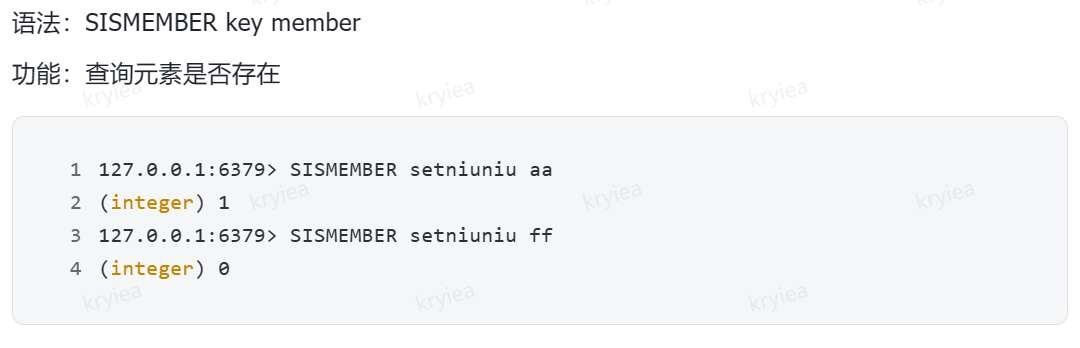 语法：SISMEMBER key member
功能：查询元素是否存在
kryiea kryiea kryiea
1 127.0.0.1:6379> SISMEMBER setniuniu aa
2 (integer) 1
kryiea kryiea kryiea
3 127.0.0.1:6379> SISMEMBER setniuniu ff
4 (integer) 0
kryiea kryiea kryiea